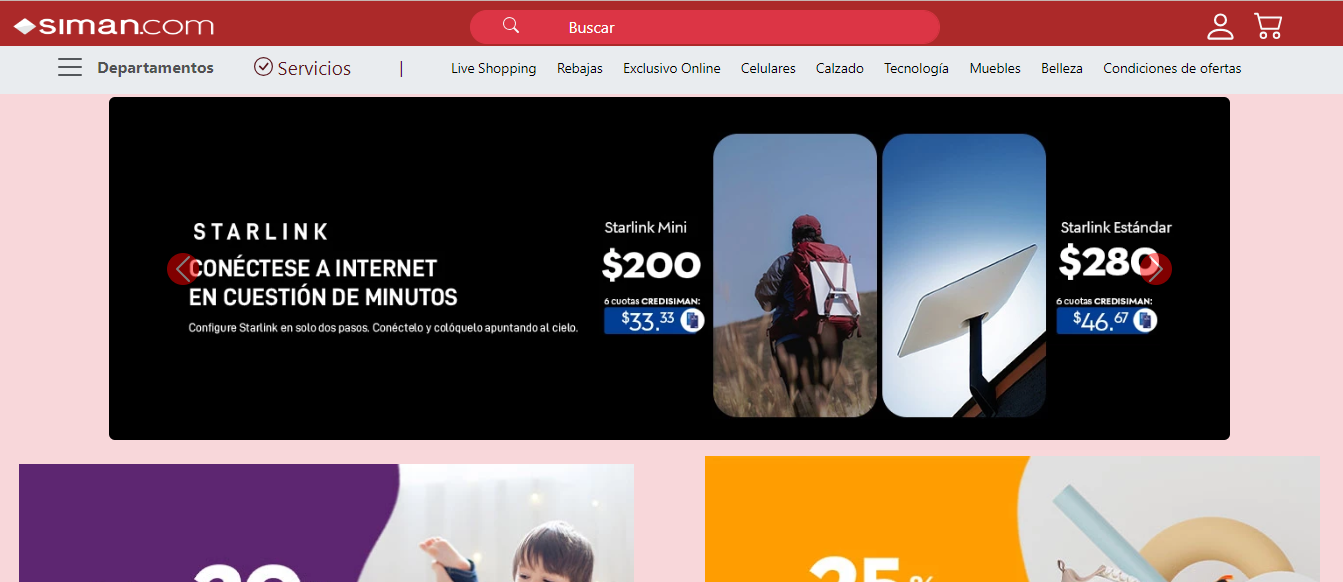 siman.com
Buscar
Departamentos
Servicios
|
Live Shopping
Rebajas
Exclusivo Online
Celulares
Calzado
Tecnología
Muebles
Belleza
Condiciones de ofertas
STARLINK
CONÉCTESE A INTERNET
EN CUESTIÓN DE MINUTOS
Configure Starlink en solo dos pasos. Conéctelo y colóquelo apuntando al cielo.
Starlink Mini
$200
6 cuotas CREDISIMAN:
$33.33
Starlink Estándar
$280
6 cuotas CREDISIMAN:
$46.67
25%